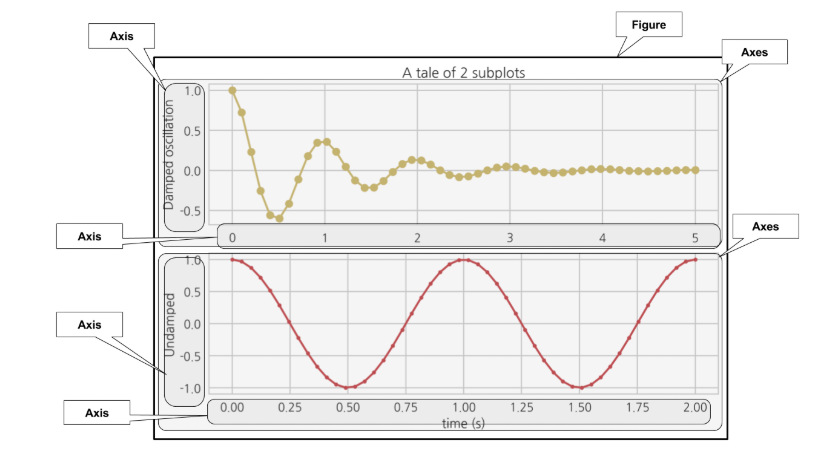 Figure
Axis
Axes
A tale of 2 subplots
Damped oscillation
1.0
0.5
0.0
-0.5
Axis
0 1 2 3 4 5
Axes
Undamped
1.0
0.5
0.0
-0.5
-1.0
Axis
Axis
0.00 0.25 0.50 0.75 1.00 1.25 1.50 1.75 2.00
time (s)